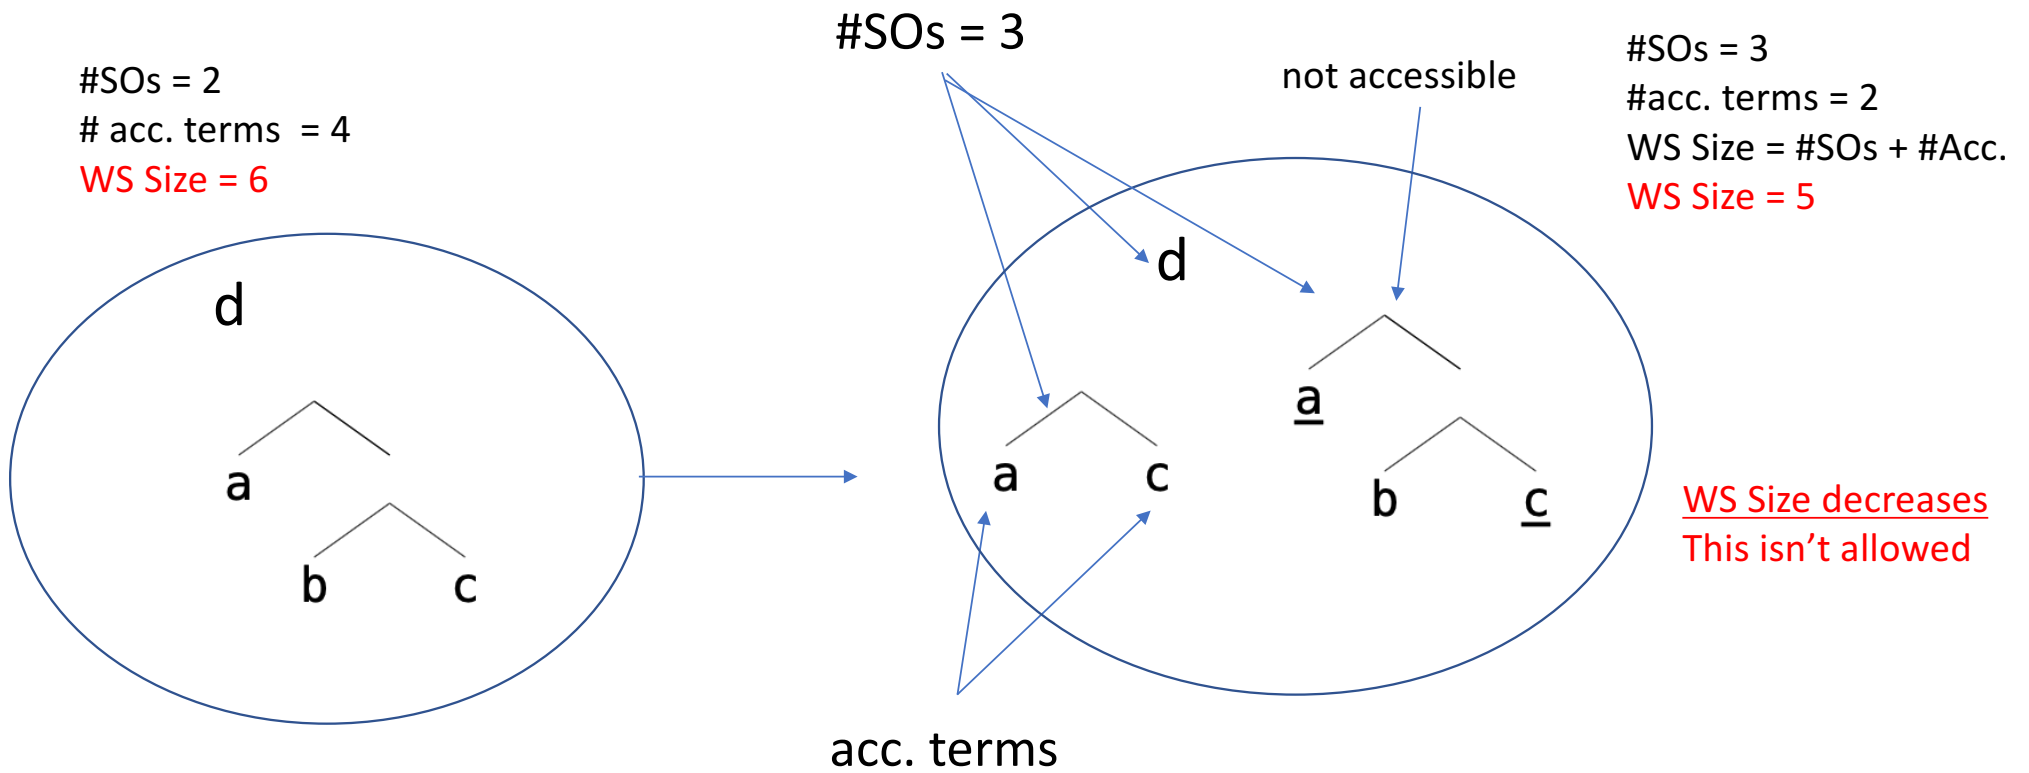 #SOs = 3
#SOs = 2
# acc. terms  = 4
WS Size = 6
not accessible
#SOs = 3
#acc. terms = 2
WS Size = #SOs + #Acc.
WS Size = 5
d
a
b c
d
a
a c
b c
WS Size decreases
This isn’t allowed
acc. terms